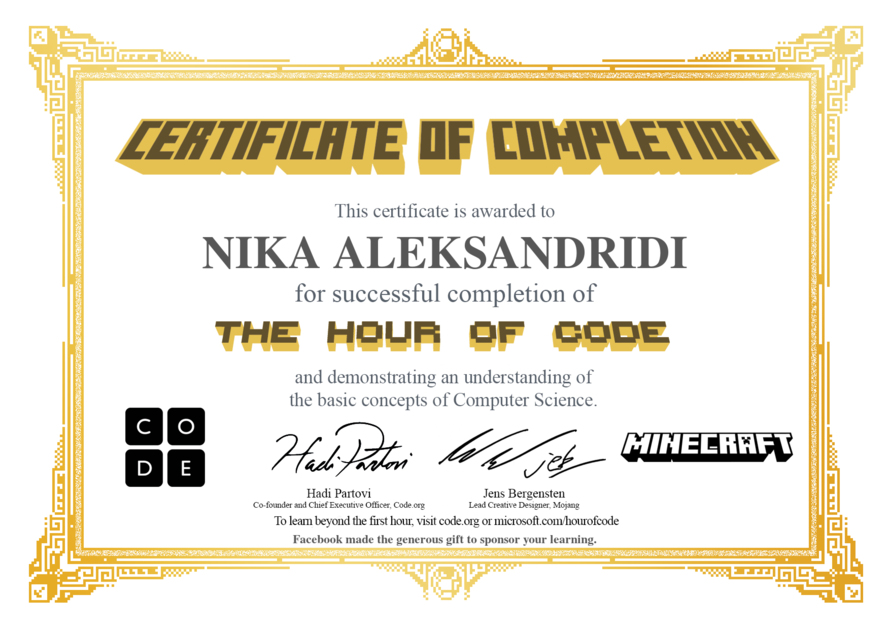 CERTIFICATE OF COMPLETION
This certificate is awarded to
NIKA ALEKSANDRIDI
for successful completion of
THE HOUR OF CODE
and demonstrating an understanding of
the basic concepts of Computer Science.
C O
D E
Hadi Partovi
jeb
MINECRAFT
Hadi Partovi
Co-founder and Chief Executive Officer, Code.org
Jens Bergensten
Lead Creative Designer, Mojang
To learn beyond the first hour, visit code.org or microsoft.com/hourofcode
Facebook made the generous gift to sponsor your learning.